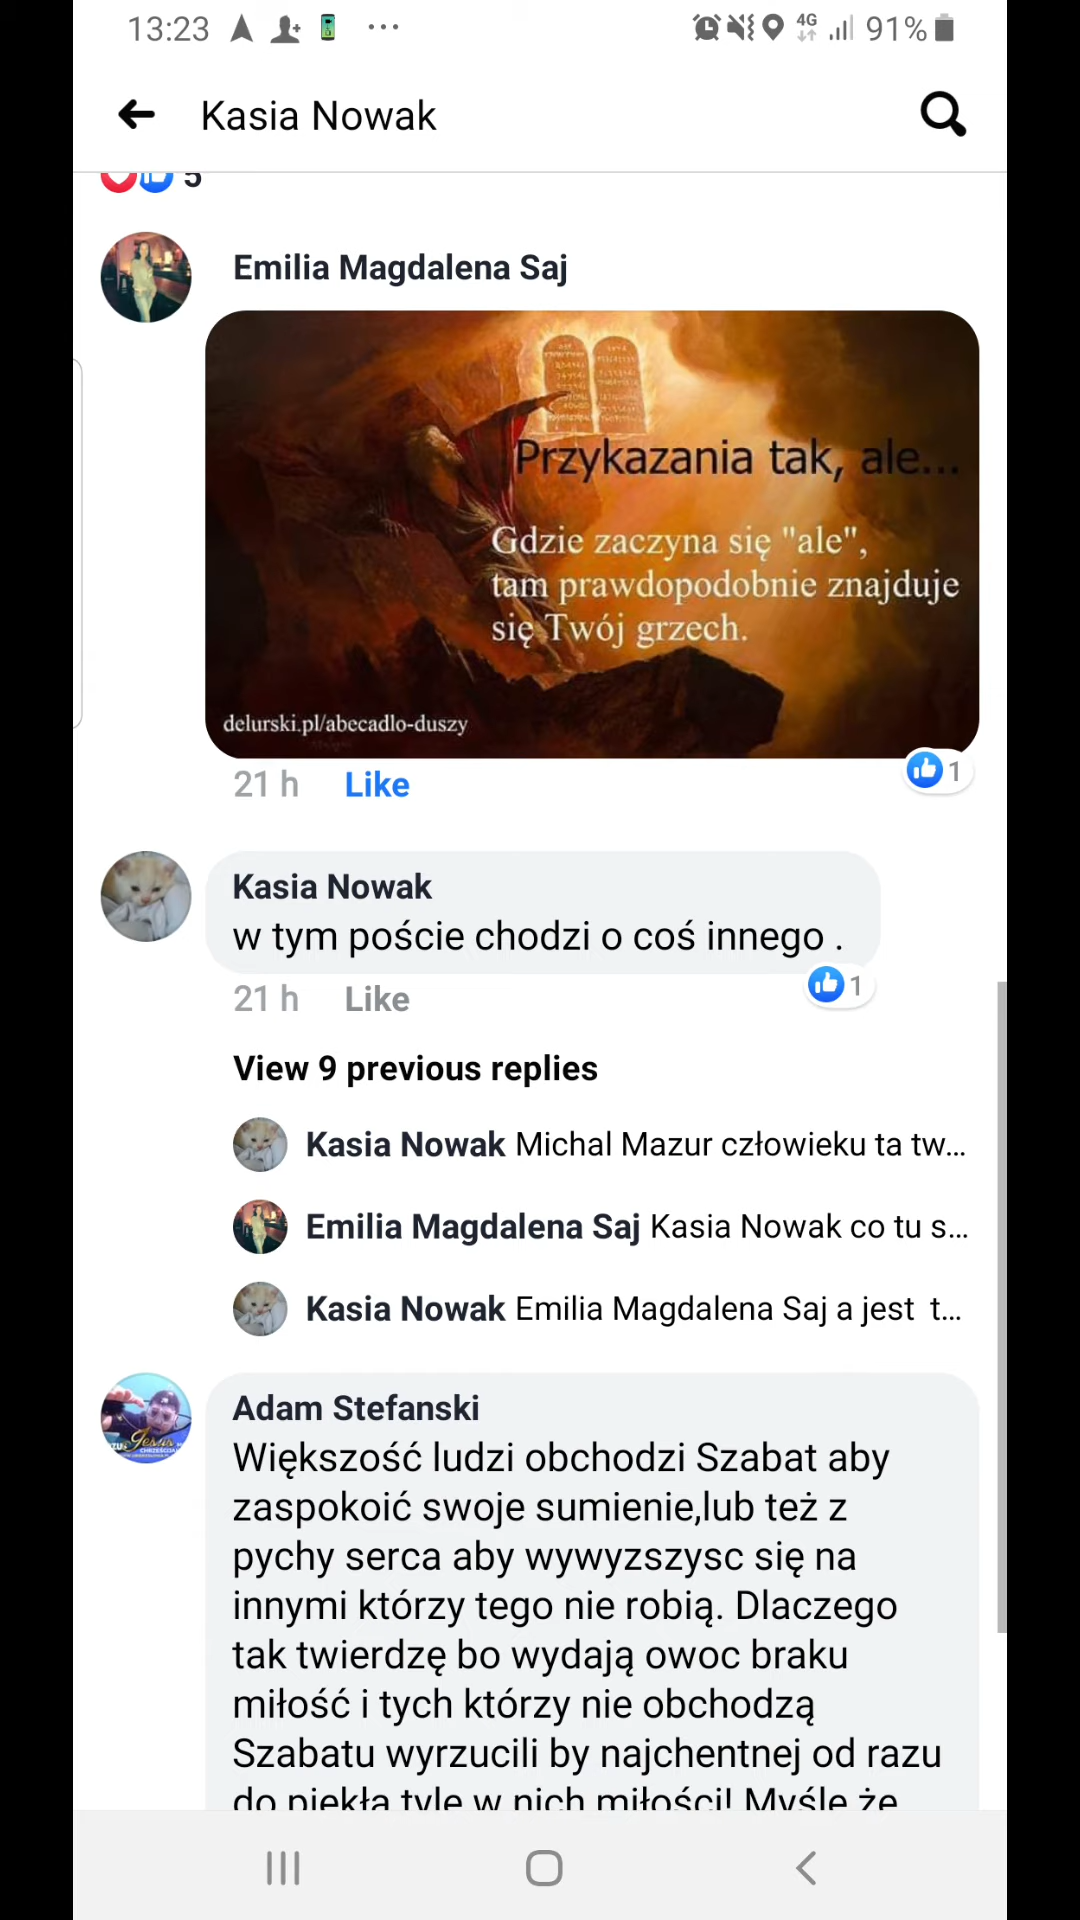 13:23 4G 91%
Kasia Nowak
5
Emilia Magdalena Saj
Przykazania tak, ale...
Gdzie zaczyna się "ale",
tam prawdopodobnie znajduje
się Twój grzech.
delurski.pl/abecadlo-duszy
1
21 h Like
Kasia Nowak
w tym poście chodzi o coś innego .
1
21 h Like
View 9 previous replies
Kasia Nowak Michal Mazur człowieku ta tw...
Emilia Magdalena Saj Kasia Nowak co tu s...
Kasia Nowak Emilia Magdalena Saj a jest t...
Jesus
Adam Stefanski
Większość ludzi obchodzi Szabat aby
zaspokoić swoje sumienie,lub też z
pychy serca aby wywyzszysc się na
innymi którzy tego nie robią. Dlaczego
tak twierdzę bo wydają owoc braku
miłość i tych którzy nie obchodzą
Szabatu wyrzucili by najchentnej od razu
do piekła tyle w nich miłości! Myśle że